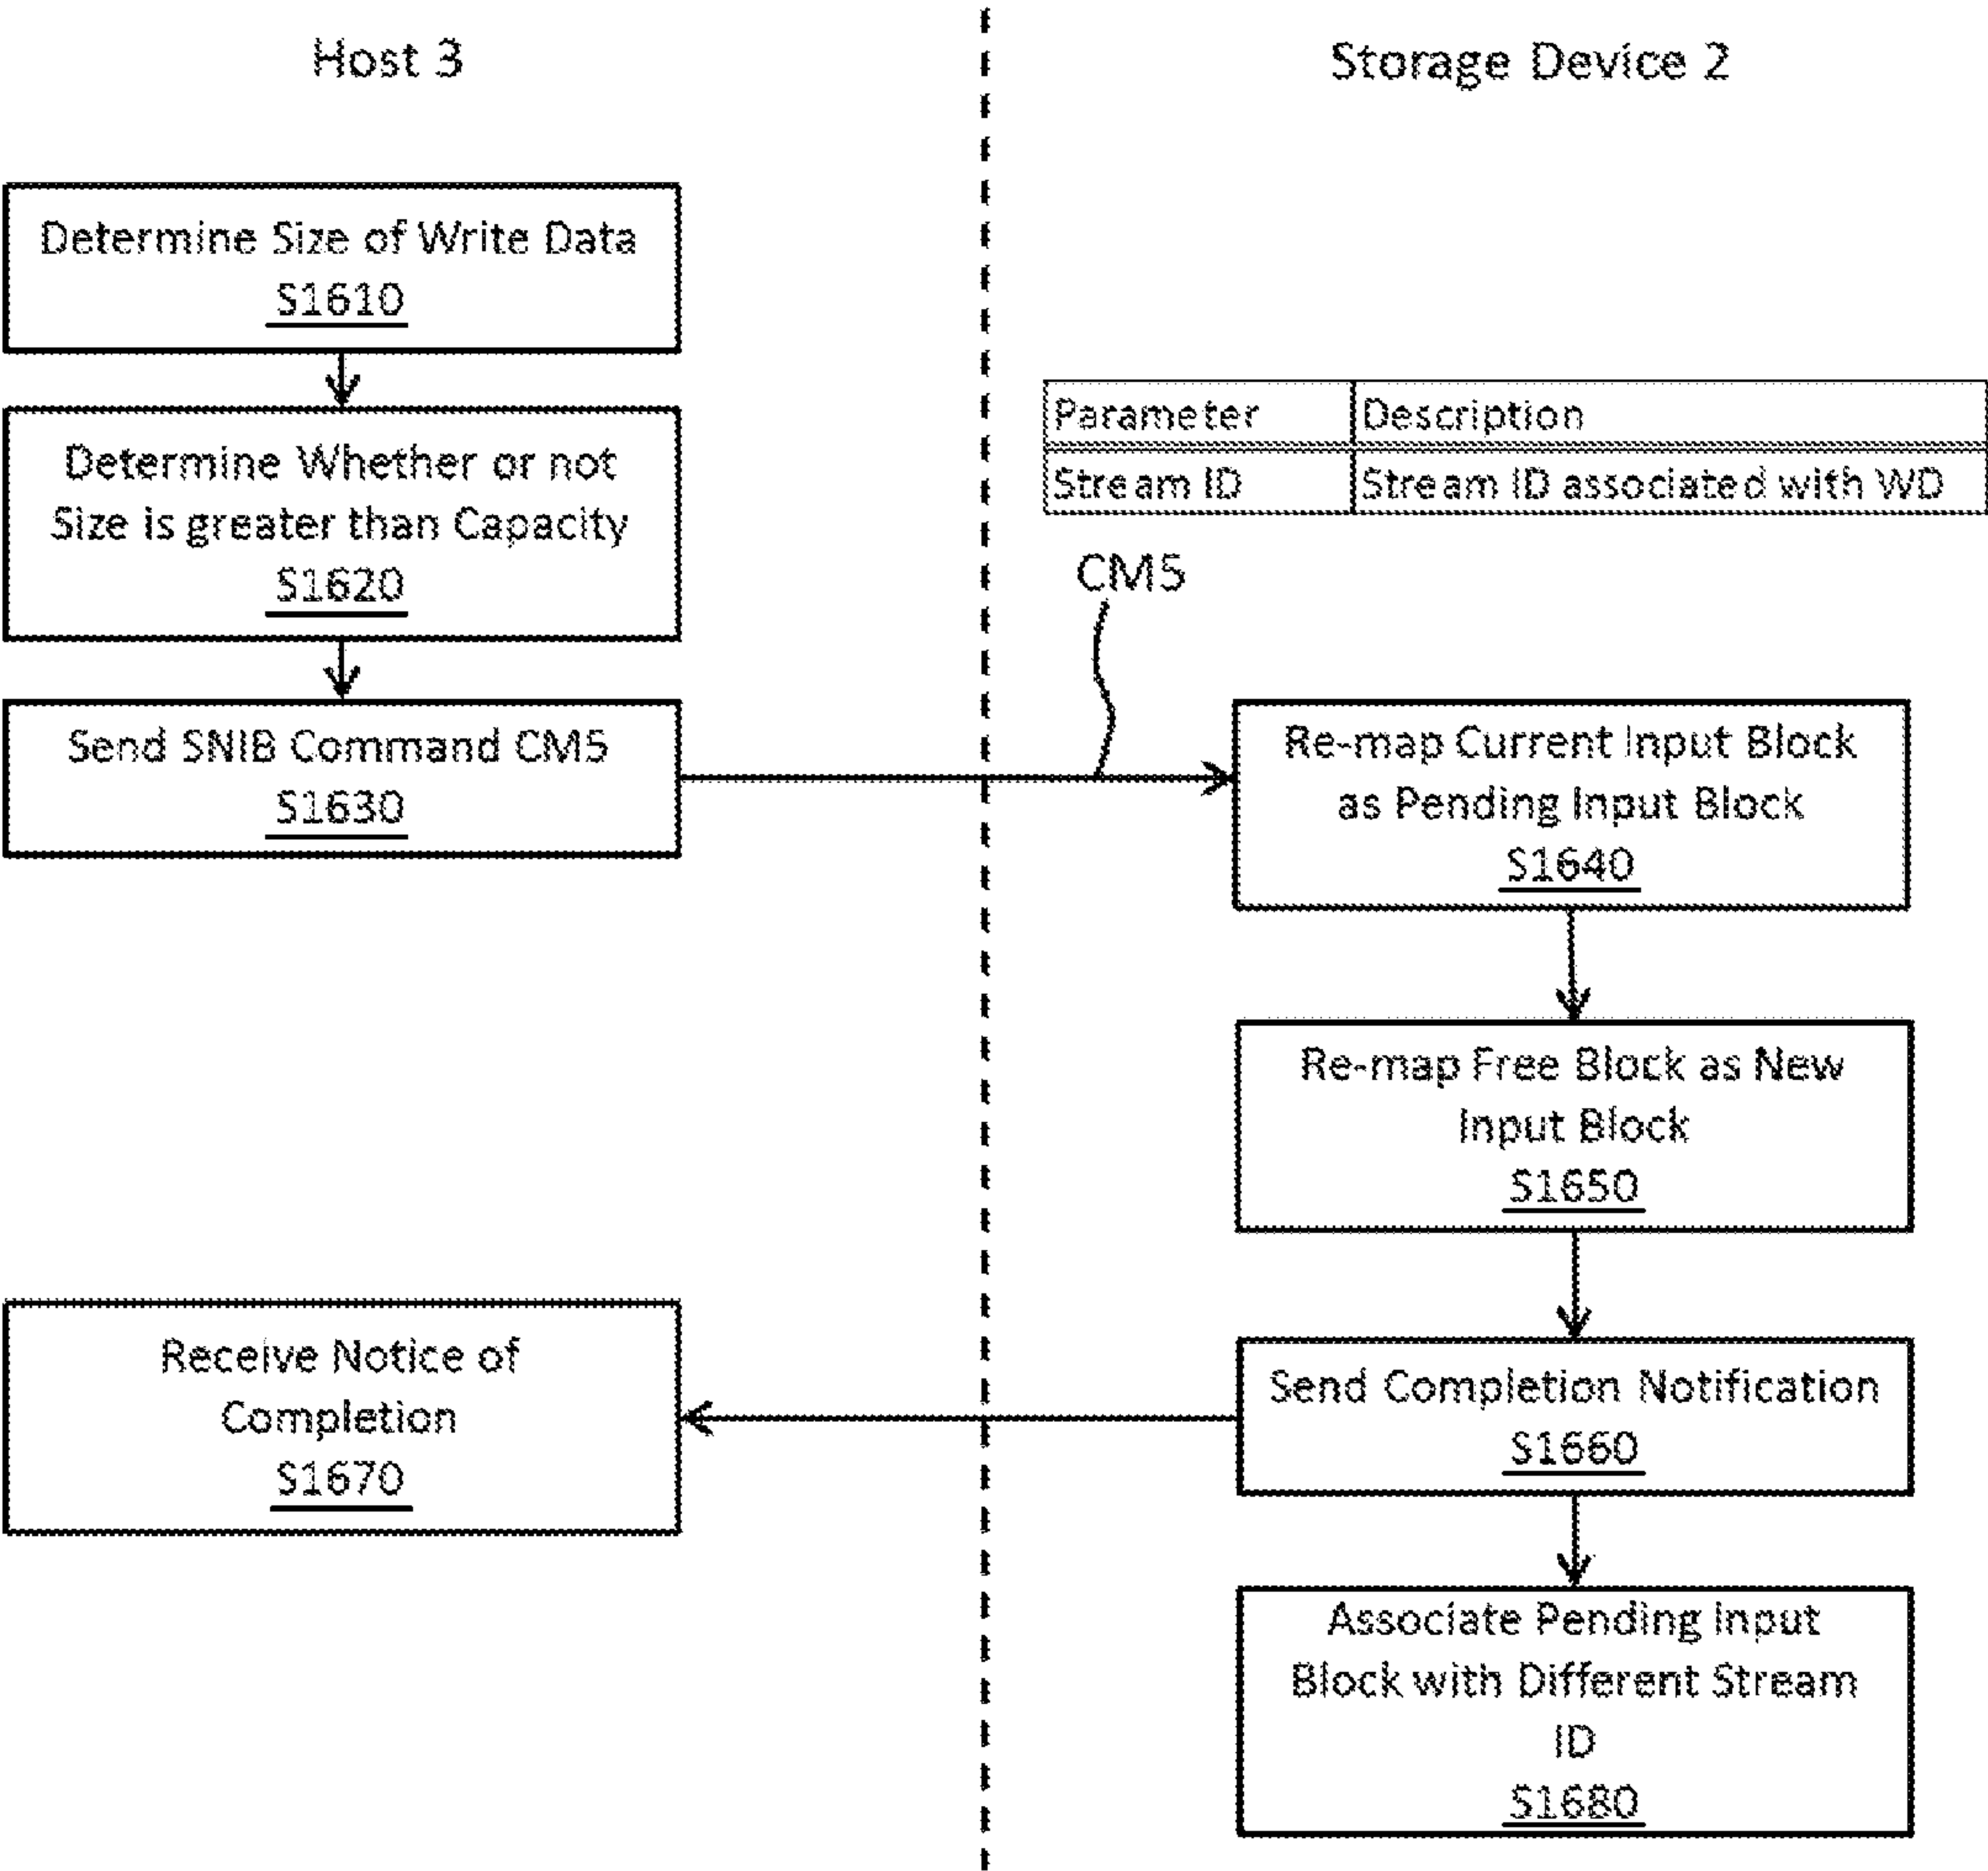 Host 3
Storage Device 2
Determine Size of Write Data
S1610
Determine Whether or not
Size is greater than Capacity
S1620
Send SNIB Command CM5
S1630
Parameter Description
Stream ID Stream ID associated with WD
CM5
Re-map Current Input Block
as Pending Input Block
S1640
Re-map Free Block as New
Input Block
S1650
Send Completion Notification
S1660
Receive Notice of
Completion
S1670
Associate Pending Input
Block with Different Stream
ID
S1680